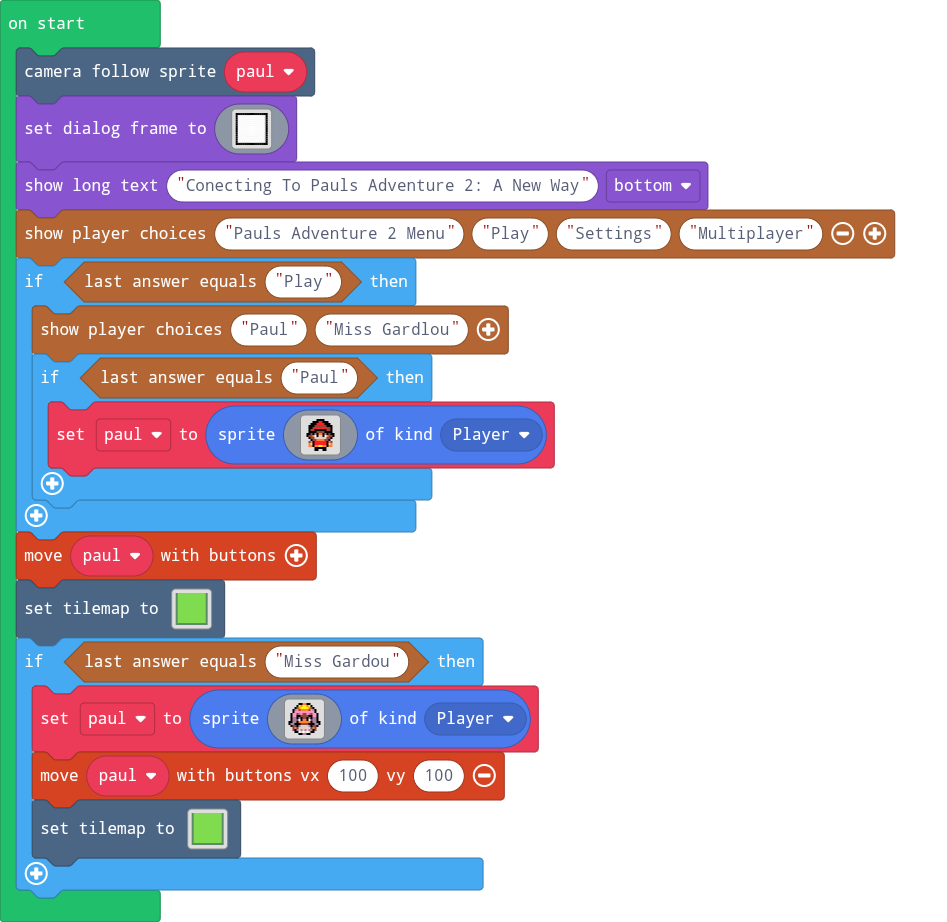 on start
camera follow sprite paul
set dialog frame to
show long text "Conecting To Pauls Adventure 2: A New Way" bottom
show player choices "Pauls Adventure 2 Menu" "Play" "Settings" "Multiplayer"
if last answer equals "Play" then
show player choices "Paul" "Miss Gardlou"
if last answer equals "Paul" then
set paul to sprite of kind Player
move paul with buttons
set tilemap to
if last answer equals "Miss Gardou" then
set paul to sprite of kind Player
move paul with buttons vx 100 vy 100
set tilemap to